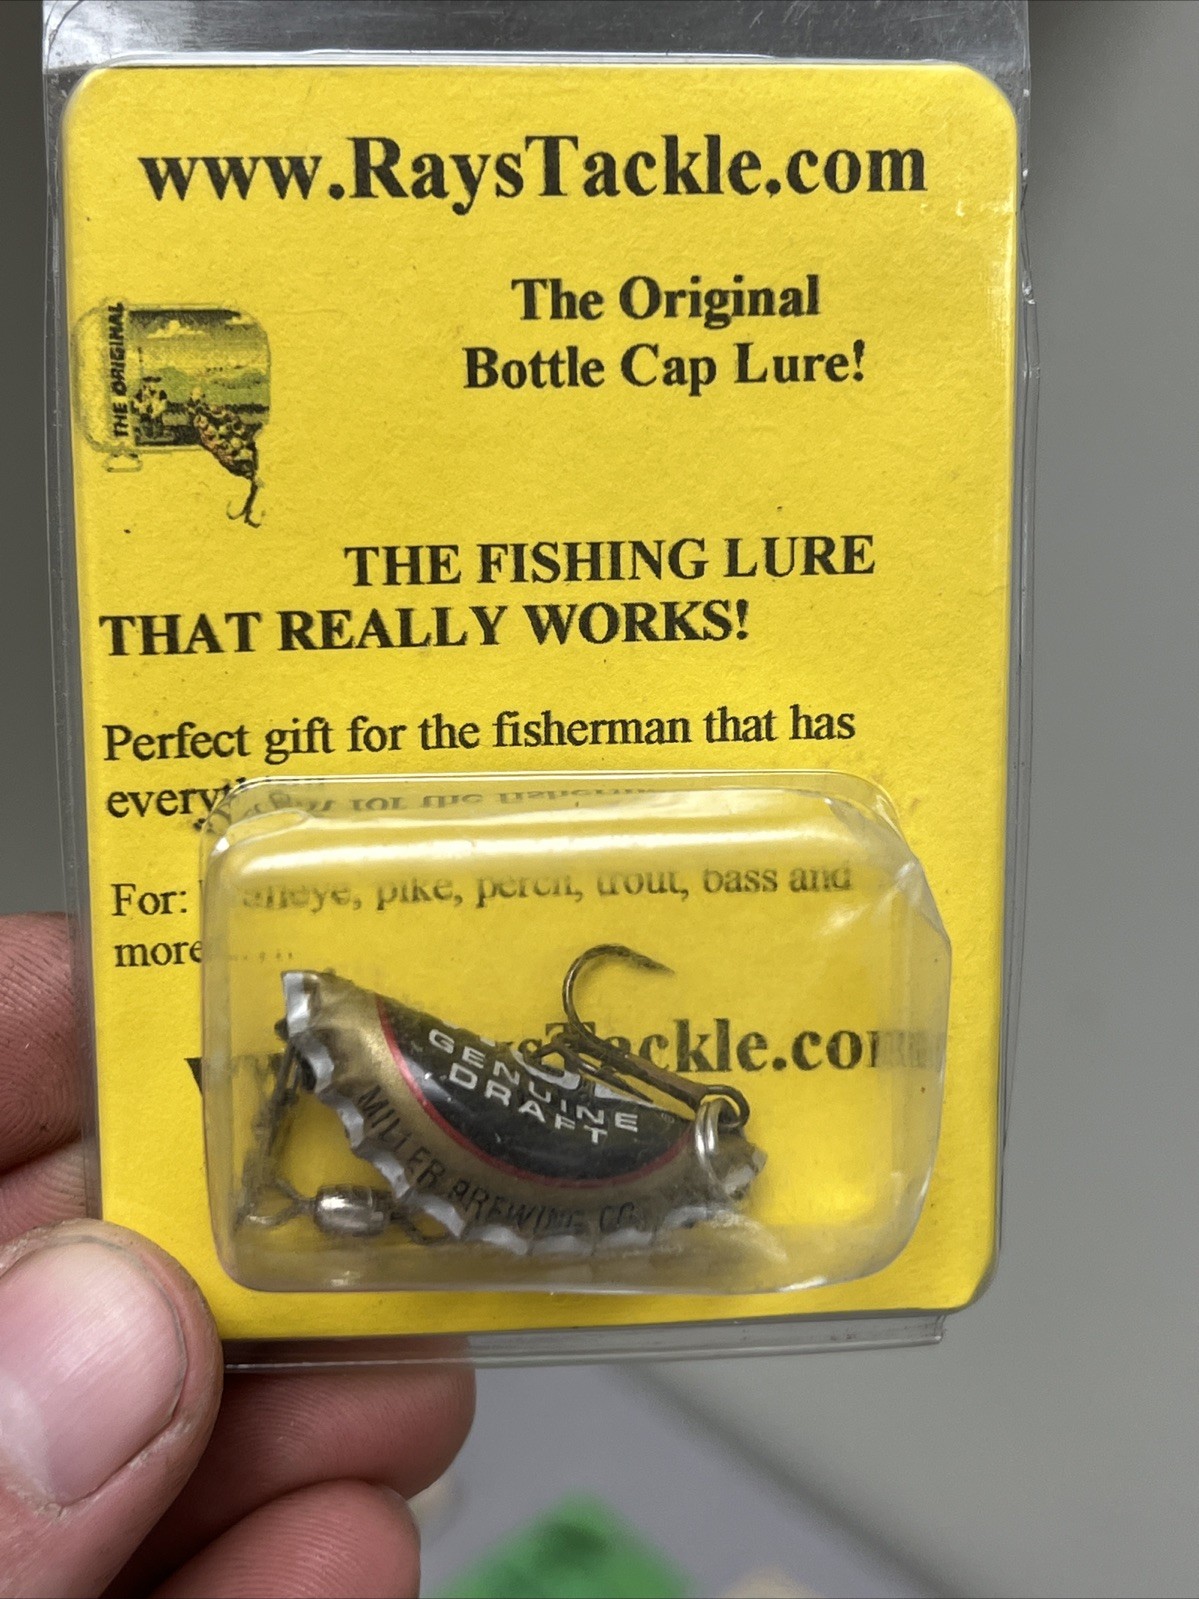 www.RaysTackle.com
The Original
Bottle Cap Lure!
THE ORIGINAL
THE FISHING LURE
THAT REALLY WORKS!
Perfect gift for the fisherman that has
For: pike, perch, trout, bass and
more
GENUINE
DRAFT
MILLER BREWING CO.